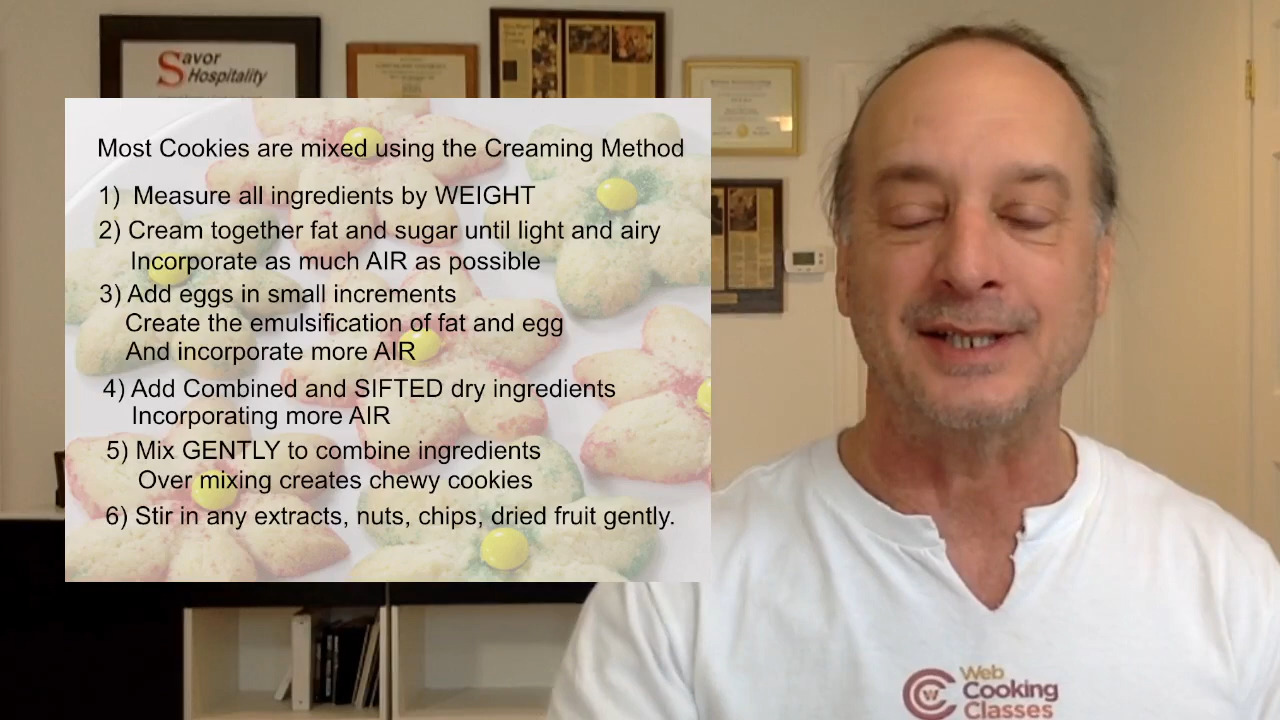 Savor
Hospitality
Most Cookies are mixed using the Creaming Method
1) Measure all ingredients by WEIGHT
2) Cream together fat and sugar until light and airy
Incorporate as much AIR as possible
3) Add eggs in small increments
Create the emulsification of fat and egg
And incorporate more AIR
4) Add Combined and SIFTED dry ingredients
Incorporating more AIR
5) Mix GENTLY to combine ingredients
Over mixing creates chewy cookies
6) Stir in any extracts, nuts, chips, dried fruit gently.
Web
Cooking
Classes